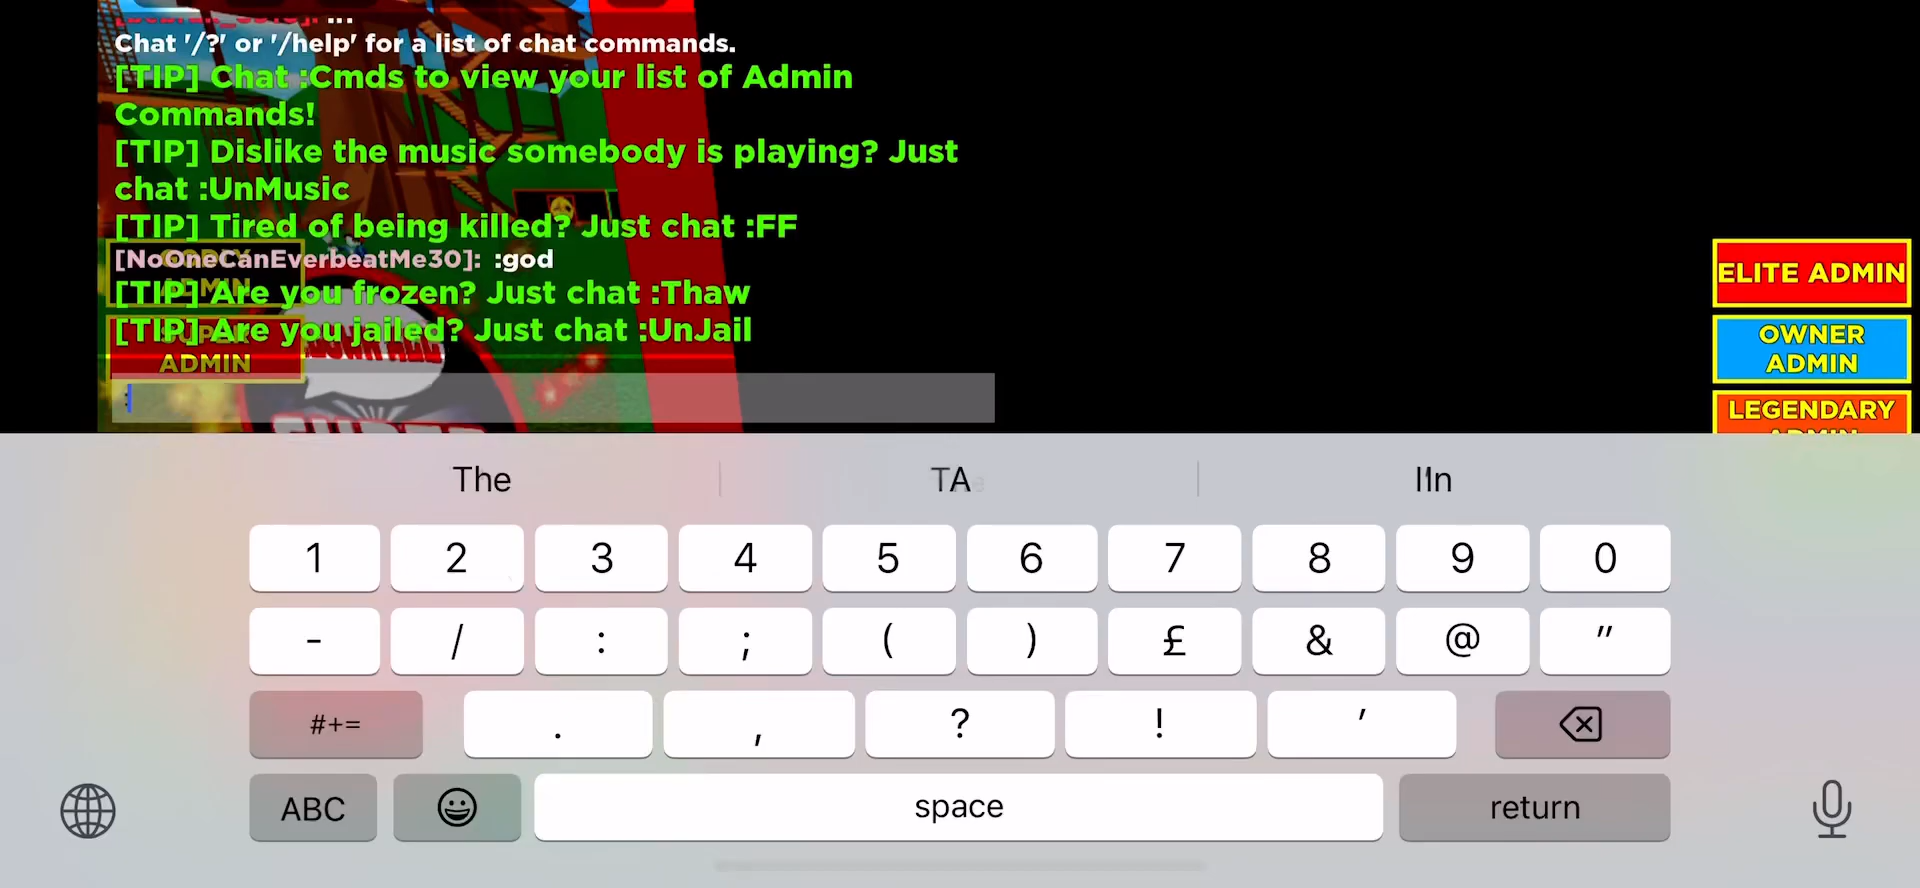 Chat '/?' or '/help' for a list of chat commands.
[TIP] Chat :Cmds to view your list of Admin
Commands!
[TIP] Dislike the music somebody is playing? Just
chat :UnMusic
[TIP] Tired of being killed? Just chat :FF
[NoOneCanEverbeatMe30]: :god
[TIP] Are you frozen? Just chat :Thaw
[TIP] Are you jailed? Just chat :UnJail
ADMIN
SUPER
ADMIN
:
ELITE ADMIN
OWNER
ADMIN
LEGENDARY
ADMIN
The
TA
1 2 3 4 5 6 7 8 9 0
- / : ; ( ) £ & @ "
#+= . , ? ! '
ABC space return